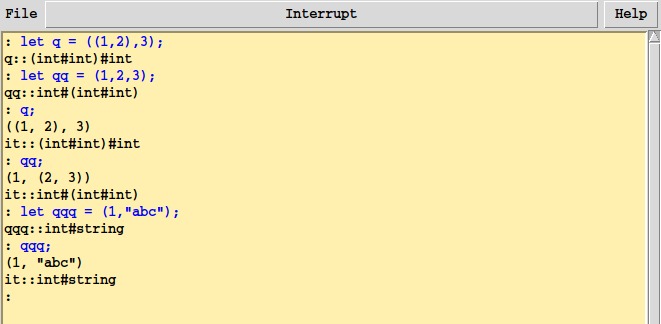 File Interrupt Help
: let q = ((1,2),3);
q::(int#int)#int
: let qq = (1,2,3);
qq::int#(int#int)
: q;
((1, 2), 3)
it::(int#int)#int
: qq;
(1, (2, 3))
it::int#(int#int)
: let qqq = (1,"abc");
qqq::int#string
: qqq;
(1, "abc")
it::int#string
: